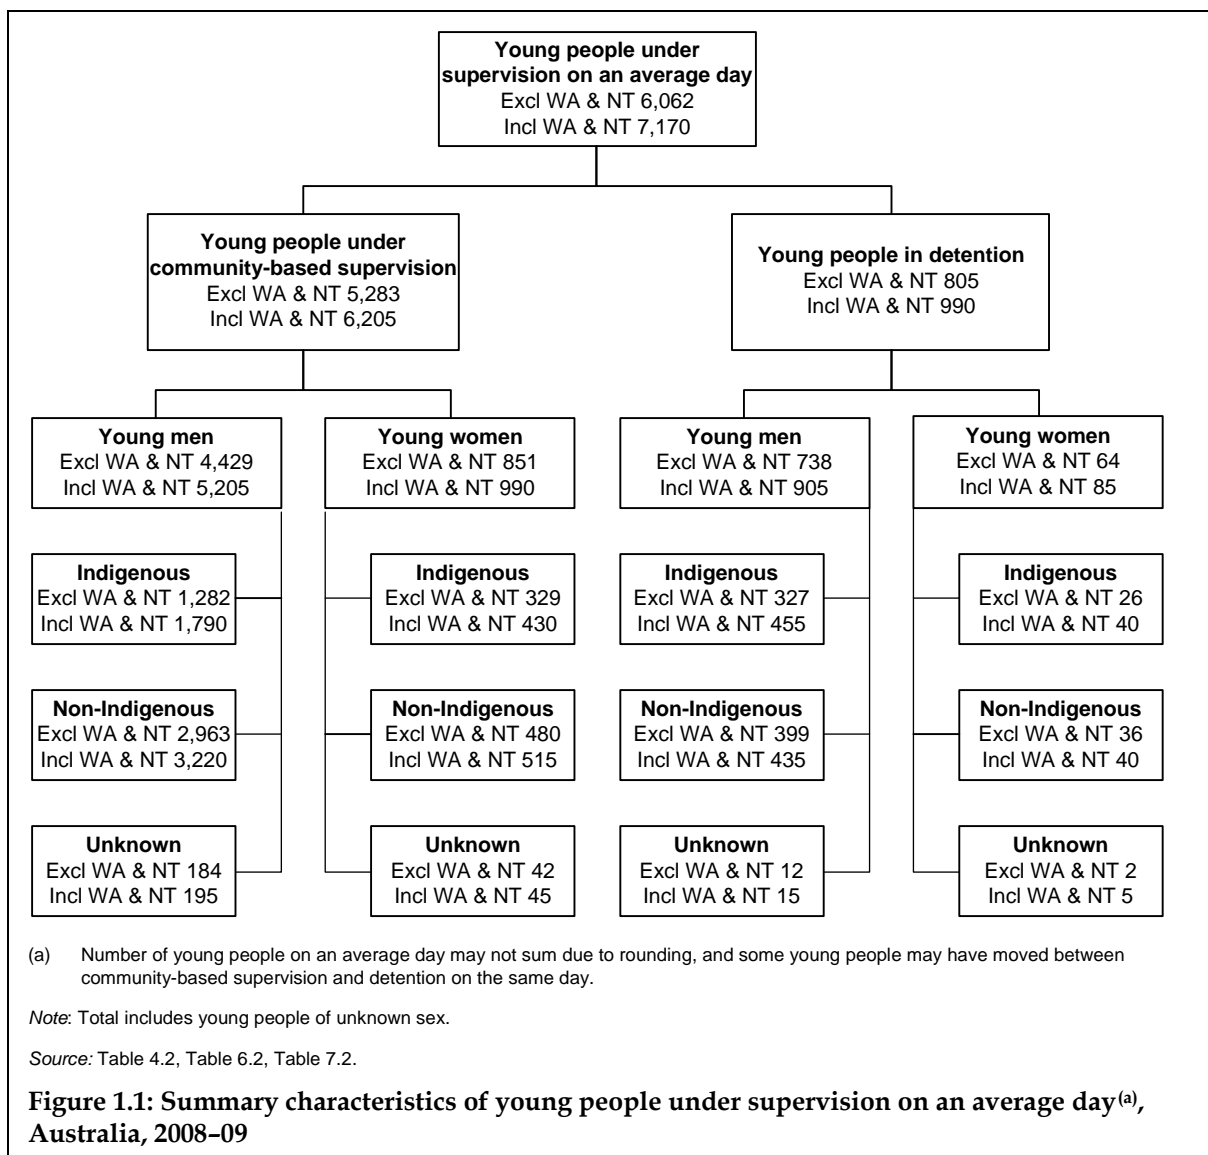 Young people under
supervision on an average day
Excl WA & NT 6,062
Incl WA & NT 7,170
Young people under
community-based supervision
Excl WA & NT 5,283
Incl WA & NT 6,205
Young people in detention
Excl WA & NT 805
Incl WA & NT 990
Young men
Excl WA & NT 4,429
Incl WA & NT 5,205
Young women
Excl WA & NT 851
Incl WA & NT 990
Young men
Excl WA & NT 738
Incl WA & NT 905
Young women
Excl WA & NT 64
Incl WA & NT 85
Indigenous
Excl WA & NT 1,282
Incl WA & NT 1,790
Indigenous
Excl WA & NT 329
Incl WA & NT 430
Indigenous
Excl WA & NT 327
Incl WA & NT 455
Indigenous
Excl WA & NT 26
Incl WA & NT 40
Non-Indigenous
Excl WA & NT 2,963
Incl WA & NT 3,220
Non-Indigenous
Excl WA & NT 480
Incl WA & NT 515
Non-Indigenous
Excl WA & NT 399
Incl WA & NT 435
Non-Indigenous
Excl WA & NT 36
Incl WA & NT 40
Unknown
Excl WA & NT 184
Incl WA & NT 195
Unknown
Excl WA & NT 42
Incl WA & NT 45
Unknown
Excl WA & NT 12
Incl WA & NT 15
Unknown
Excl WA & NT 2
Incl WA & NT 5
(a) Number of young people on an average day may not sum due to rounding, and some young people may have moved between
community-based supervision and detention on the same day.
Note: Total includes young people of unknown sex.
Source: Table 4.2, Table 6.2, Table 7.2.
Figure 1.1: Summary characteristics of young people under supervision on an average day(a),
Australia, 2008–09